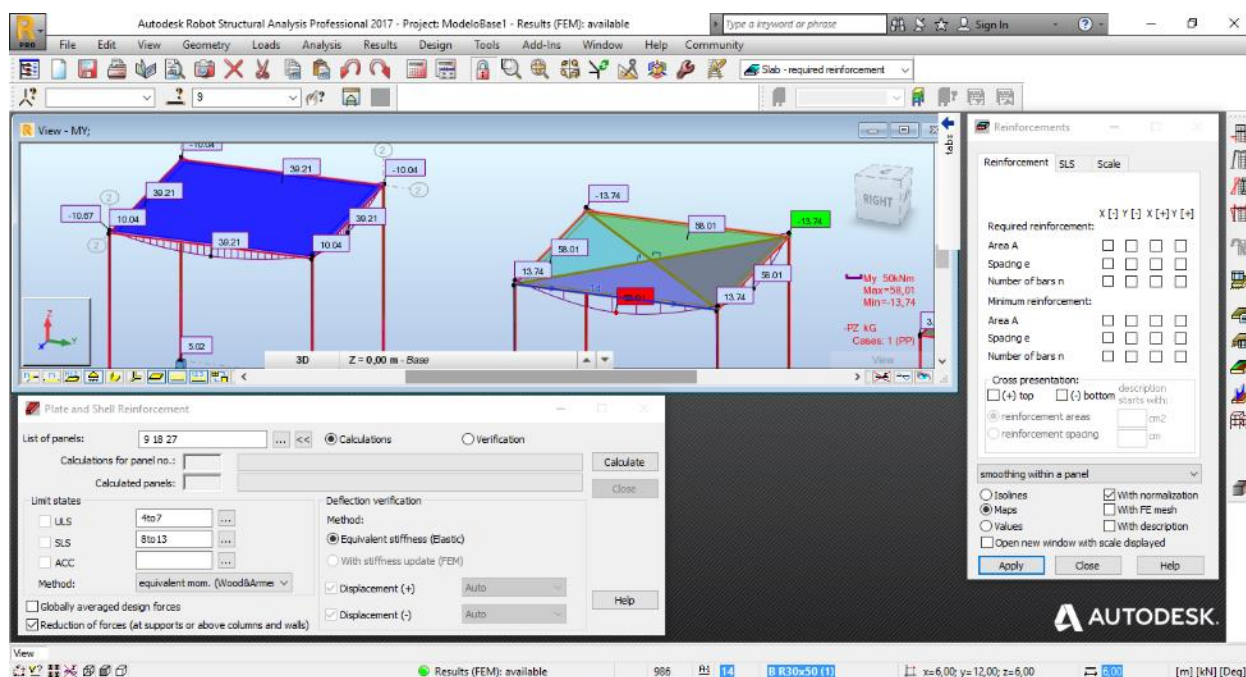 Autodesk Robot Structural Analysis Professional 2017 - Project: ModeloBase1 - Results (FEM): available
Type a keyword or phrase
Sign In
PRO
File Edit View Geometry Loads Analysis Results Design Tools Add-Ins Window Help Community
Slab - required reinforcement
9
View - MY;
tabs
-10.04
39.21
-10.04
39.21
-10.67
10.04
39.21
39.21
10.04
5.02
2
2
2
2
-13.74
58.01
-13.74
58.01
58.01
13.74
13.74
RIGHT
My 50kNm
Max=58,01
Min=-13,74
-PZ kG
Cases: 1 (PP)
3D Z = 0,00 m - Base
View
Reinforcements
Reinforcement SLS Scale
X [-] Y [-] X [+] Y [+]
Required reinforcement:
Area A
Spacing e
Number of bars n
Minimum reinforcement:
Area A
Spacing e
Number of bars n
Cross presentation:
(+) top (-) bottom description starts with:
reinforcement areas cm2
reinforcement spacing cm
smoothing within a panel
Isolines With normalization
Maps With FE mesh
Values With description
Open new window with scale displayed
Apply Close Help
Plate and Shell Reinforcement
List of panels: 9 18 27 ... << Calculations Verification
Calculations for panel no.: Calculate
Calculated panels: Close
Limit states
ULS 4to7 ...
SLS 8to13 ...
ACC ...
Method: equivalent mom. (Wood&Armer
Globally averaged design forces
Reduction of forces (at supports or above columns and walls)
Deflection verification
Method:
Equivalent stiffness (Elastic)
With stiffness update (FEM)
Displacement (+) Auto
Displacement (-) Auto
Help
AUTODESK.
View
Results (FEM): available 986 14 B R30x50 (1) x=6,00; y=12,00; z=6,00 6,00 [m] [kN] [Deg]